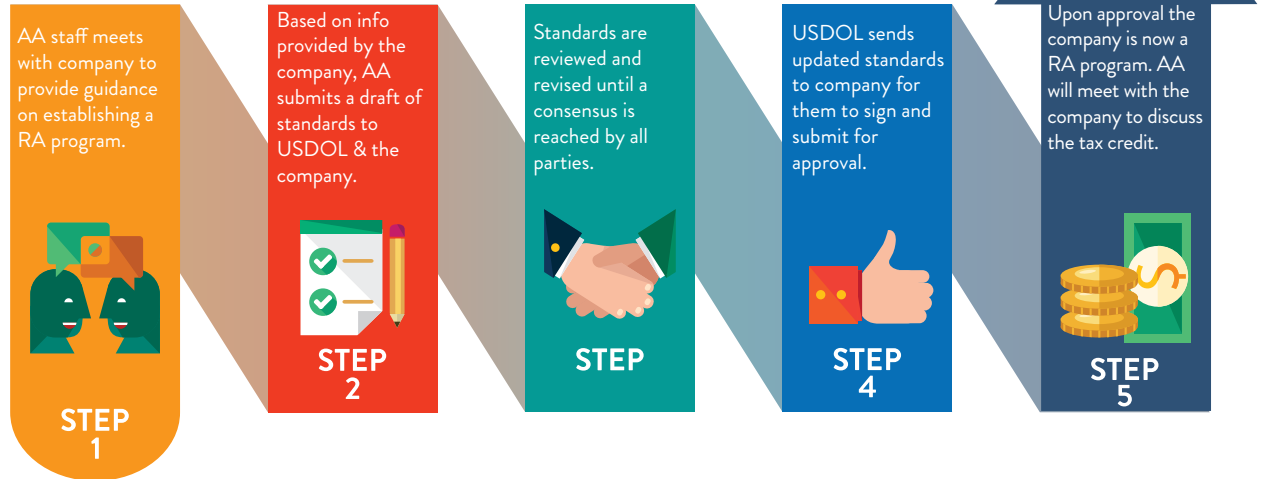 AA staff meets
with company to
provide guidance
on establishing a
RA program.
STEP
1
Based on info
provided by the
company, AA
submits a draft of
standards to
USDOL & the
company.
STEP
2
Standards are
reviewed and
revised until a
consensus is
reached by all
parties.
STEP
USDOL sends
updated standards
to company for
them to sign and
submit for
approval.
STEP
4
Upon approval the
company is now a
RA program. AA
will meet with the
company to discuss
the tax credit.
STEP
5